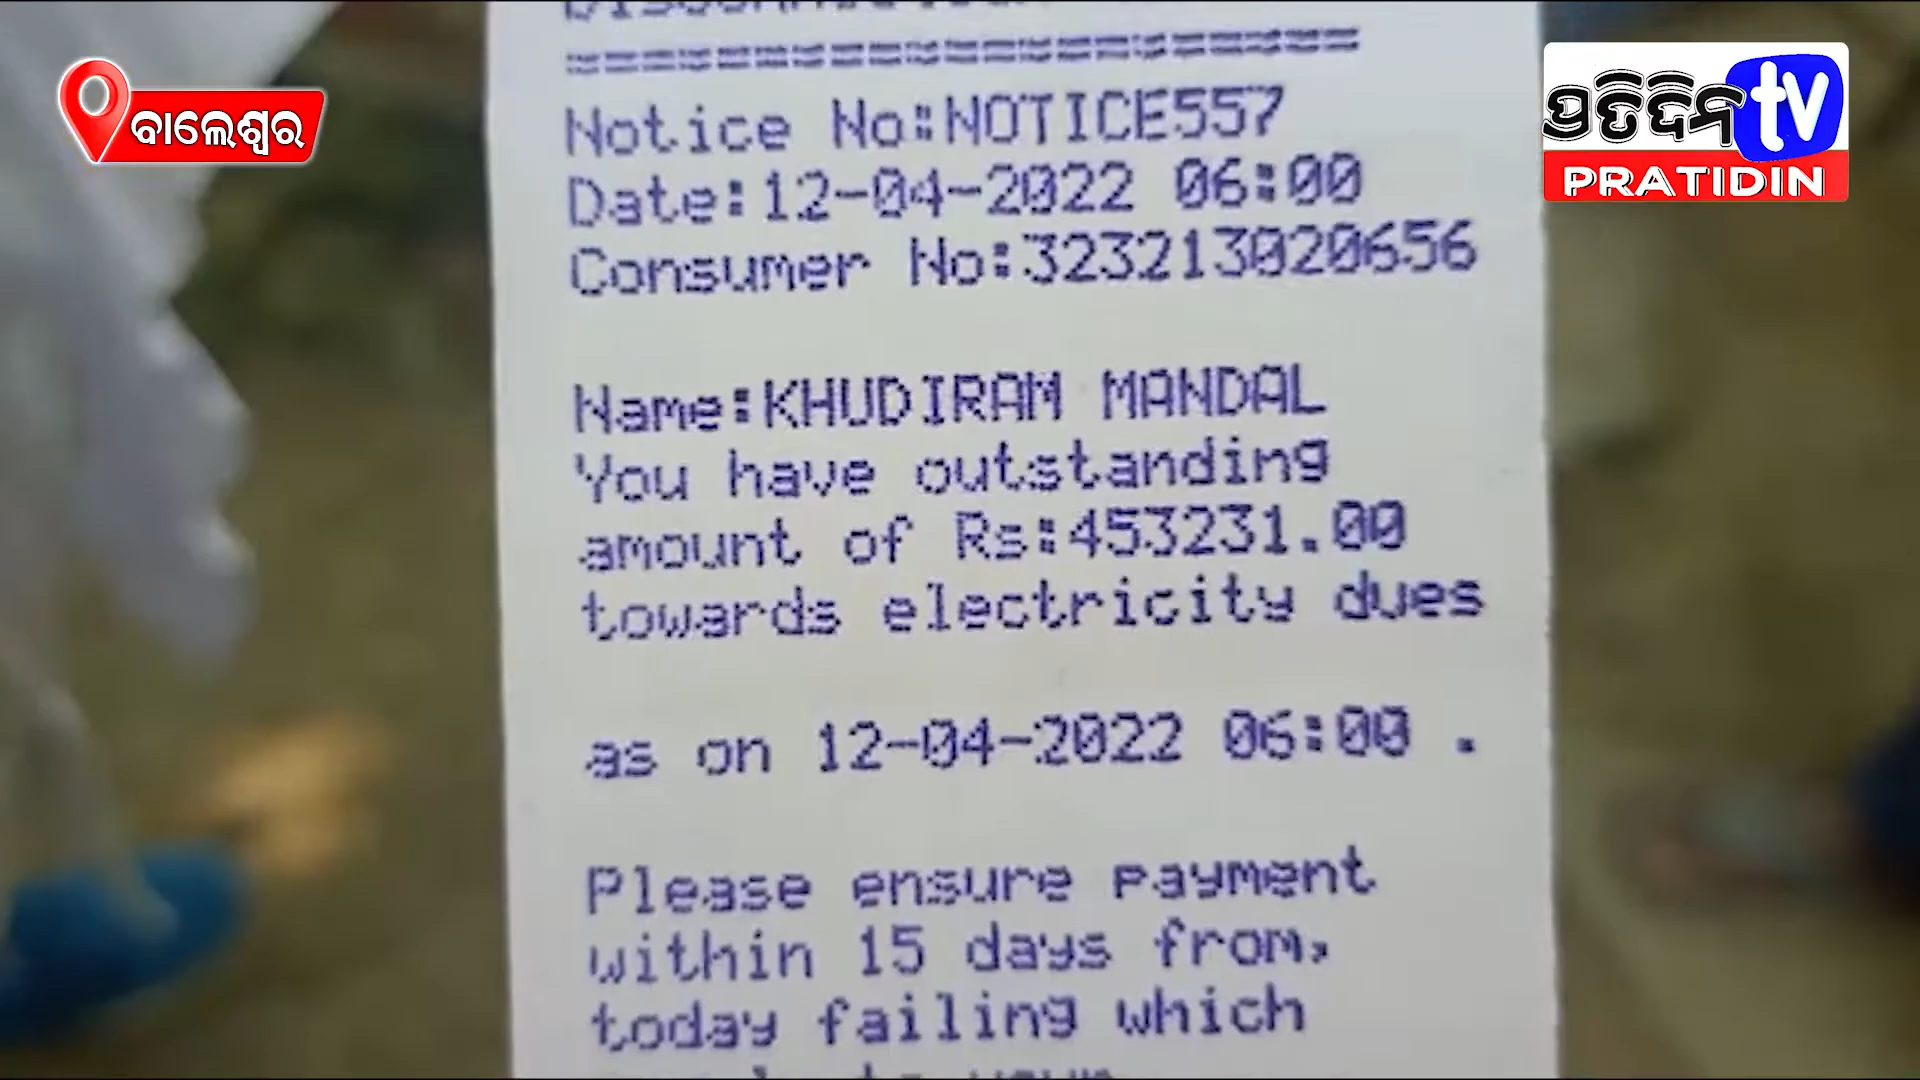 ବାଲେଶ୍ୱର
ପ୍ରତିଦିନ tv
PRATIDIN
Notice No:NOTICE557
Date:12-04-2022 06:00
Consumer No:323213020656
Name:KHUDIRAM MANDAL
You have outstanding
amount of Rs:453231.00
towards electricity dues
as on 12-04-2022 06:00 .
Please ensure payment
within 15 days from,
today failing which